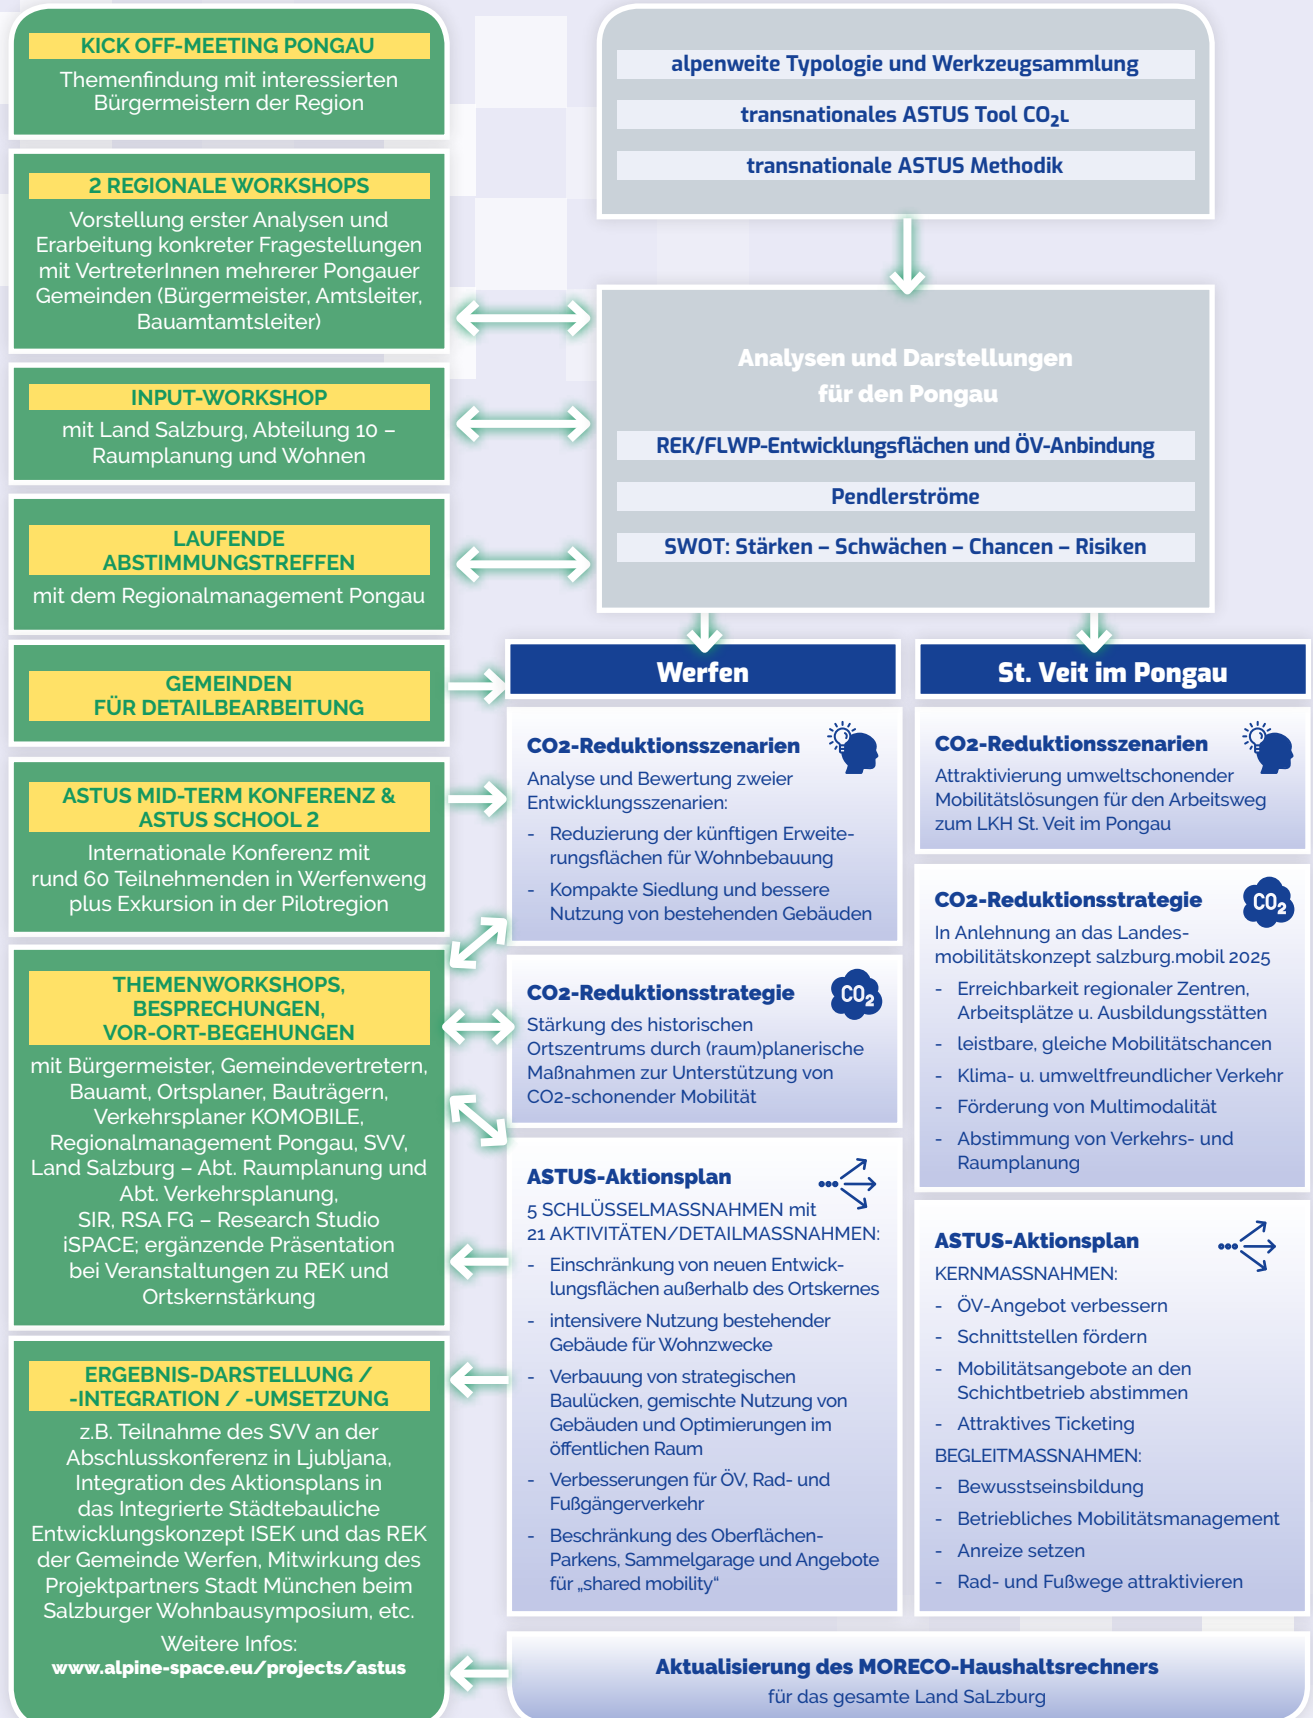 KICK OFF-MEETING PONGAU
Themenfindung mit interessierten
Bürgermeistern der Region
2 REGIONALE WORKSHOPS
Vorstellung erster Analysen und
Erarbeitung konkreter Fragestellungen
mit VertreterInnen mehrerer Pongauer
Gemeinden (Bürgermeister, Amtsleiter,
Bauamtamtsleiter)
INPUT-WORKSHOP
mit Land Salzburg, Abteilung 10 –
Raumplanung und Wohnen
LAUFENDE
ABSTIMMUNGSTREFFEN
mit dem Regionalmanagement Pongau
GEMEINDEN
FÜR DETAILBEARBEITUNG
ASTUS MID-TERM KONFERENZ &
ASTUS SCHOOL 2
Internationale Konferenz mit
rund 60 Teilnehmenden in Werfenweng
plus Exkursion in der Pilotregion
THEMENWORKSHOPS,
BESPRECHUNGEN,
VOR-ORT-BEGEHUNGEN
mit Bürgermeister, Gemeindevertretern,
Bauamt, Ortsplaner, Bauträgern,
Verkehrsplaner KOMOBILE,
Regionalmanagement Pongau, SVV,
Land Salzburg – Abt. Raumplanung und
Abt. Verkehrsplanung,
SIR, RSA FG – Research Studio
iSPACE; ergänzende Präsentation
bei Veranstaltungen zu REK und
Ortskernstärkung
ERGEBNIS-DARSTELLUNG /
-INTEGRATION / -UMSETZUNG
z.B. Teilnahme des SVV an der
Abschlusskonferenz in Ljubljana,
Integration des Aktionsplans in
das Integrierte Städtebauliche
Entwicklungskonzept ISEK und das REK
der Gemeinde Werfen, Mitwirkung des
Projektpartners Stadt München beim
Salzburger Wohnbausymposium, etc.
Weitere Infos:
www.alpine-space.eu/projects/astus
alpenweite Typologie und Werkzeugsammlung
transnationales ASTUS Tool CO₂L
transnationale ASTUS Methodik
Analysen und Darstellungen
für den Pongau
REK/FLWP-Entwicklungsflächen und ÖV-Anbindung
Pendlerströme
SWOT: Stärken – Schwächen – Chancen – Risiken
Werfen
CO2-Reduktionsszenarien
Analyse und Bewertung zweier
Entwicklungsszenarien:
- Reduzierung der künftigen Erweite-
rungsflächen für Wohnbebauung
- Kompakte Siedlung und bessere
Nutzung von bestehenden Gebäuden
CO2-Reduktionsstrategie
CO₂
Stärkung des historischen
Ortszentrums durch (raum)planerische
Maßnahmen zur Unterstützung von
CO2-schonender Mobilität
ASTUS-Aktionsplan
5 SCHLÜSSELMASSNAHMEN mit
21 AKTIVITÄTEN/DETAILMASSNAHMEN:
- Einschränkung von neuen Entwick-
lungsflächen außerhalb des Ortskernes
- intensivere Nutzung bestehender
Gebäude für Wohnzwecke
- Verbauung von strategischen
Baulücken, gemischte Nutzung von
Gebäuden und Optimierungen im
öffentlichen Raum
- Verbesserungen für ÖV, Rad- und
Fußgängerverkehr
- Beschränkung des Oberflächen-
Parkens, Sammelgarage und Angebote
für „shared mobility“
St. Veit im Pongau
CO2-Reduktionsszenarien
Attraktivierung umweltschonender
Mobilitätslösungen für den Arbeitsweg
zum LKH St. Veit im Pongau
CO2-Reduktionsstrategie
CO₂
In Anlehnung an das Landes-
mobilitätskonzept salzburg.mobil 2025
- Erreichbarkeit regionaler Zentren,
Arbeitsplätze u. Ausbildungsstätten
- leistbare, gleiche Mobilitätschancen
- Klima- u. umweltfreundlicher Verkehr
- Förderung von Multimodalität
- Abstimmung von Verkehrs- und
Raumplanung
ASTUS-Aktionsplan
KERNMASSNAHMEN:
- ÖV-Angebot verbessern
- Schnittstellen fördern
- Mobilitätsangebote an den
Schichtbetrieb abstimmen
- Attraktives Ticketing
BEGLEITMASSNAHMEN:
- Bewusstseinsbildung
- Betriebliches Mobilitätsmanagement
- Anreize setzen
- Rad- und Fußwege attraktivieren
Aktualisierung des MORECO-Haushaltsrechners
für das gesamte Land SaLzburg